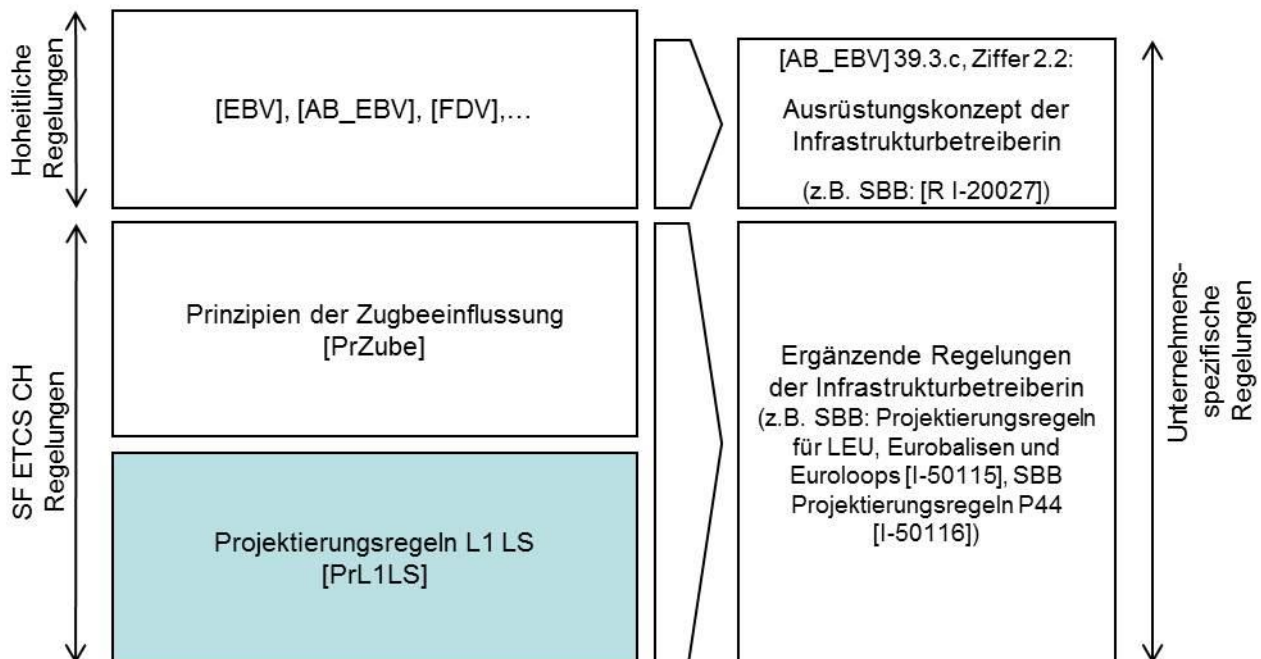 Hoheitliche
Regelungen
[EBV], [AB_EBV], [FDV],…
[AB_EBV] 39.3.c, Ziffer 2.2:
Ausrüstungskonzept der
Infrastrukturbetreiberin
(z.B. SBB: [R I-20027])
SF ETCS CH
Regelungen
Prinzipien der Zugbeeinflussung
[PrZube]
Projektierungsregeln L1 LS
[PrL1LS]
Ergänzende Regelungen
der Infrastrukturbetreiberin
(z.B. SBB: Projektierungsregeln
für LEU, Eurobalisen und
Euroloops [I-50115], SBB
Projektierungsregeln P44
[I-50116])
Unternehmens-
spezifische
Regelungen